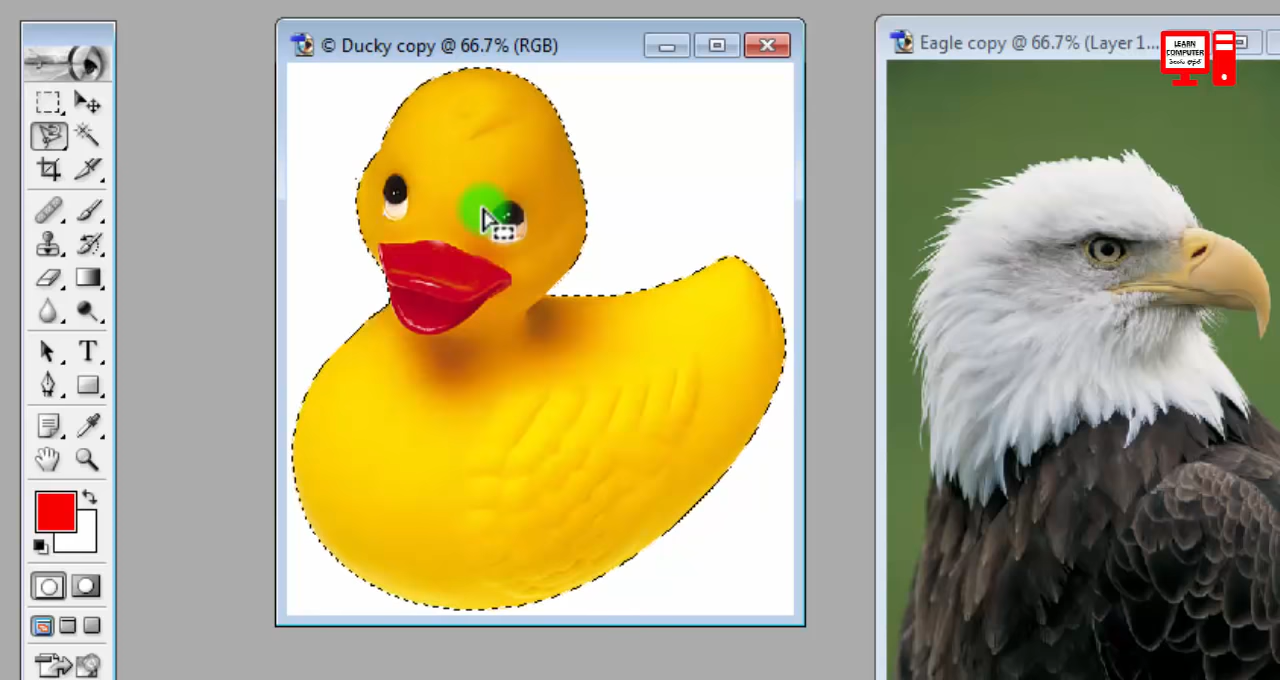 © Ducky copy @ 66.7% (RGB)
Eagle copy @ 66.7% (Layer 1...
LEARN
COMPUTER
T